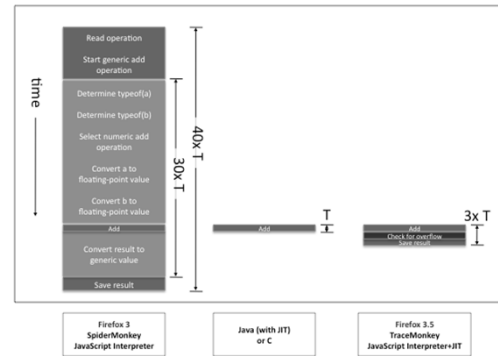 Read operation
Start generic add
operation
Determine typeof(a)
Determine typeof(b)
Select numeric add
operation
Convert a to
floating-point value
Convert b to
floating-point value
Add
Convert result to
generic value
Save result
time
30x T
40x T
T
Add
3x T
Add
Check for overflow
Save result
Firefox 3
SpiderMonkey
JavaScript Interpreter
Java (with JIT)
or C
Firefox 3.5
TraceMonkey
JavaScript Interpreter+JIT